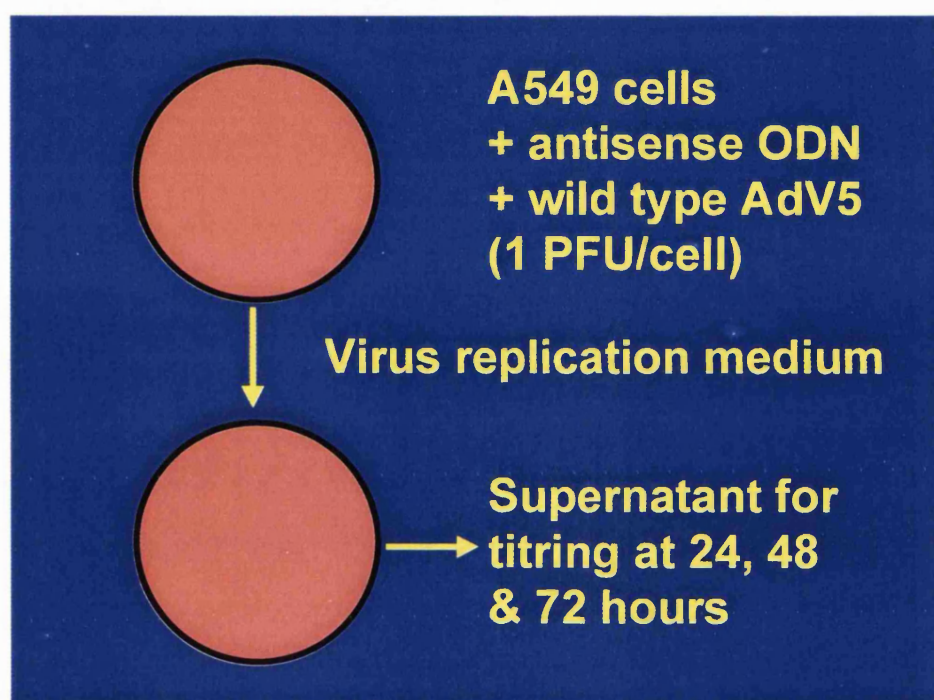 A549 cells
+ antisense ODN
+ wild type AdV5
(1 PFU/cell)
Virus replication medium
Supernatant for
titring at 24, 48
& 72 hours